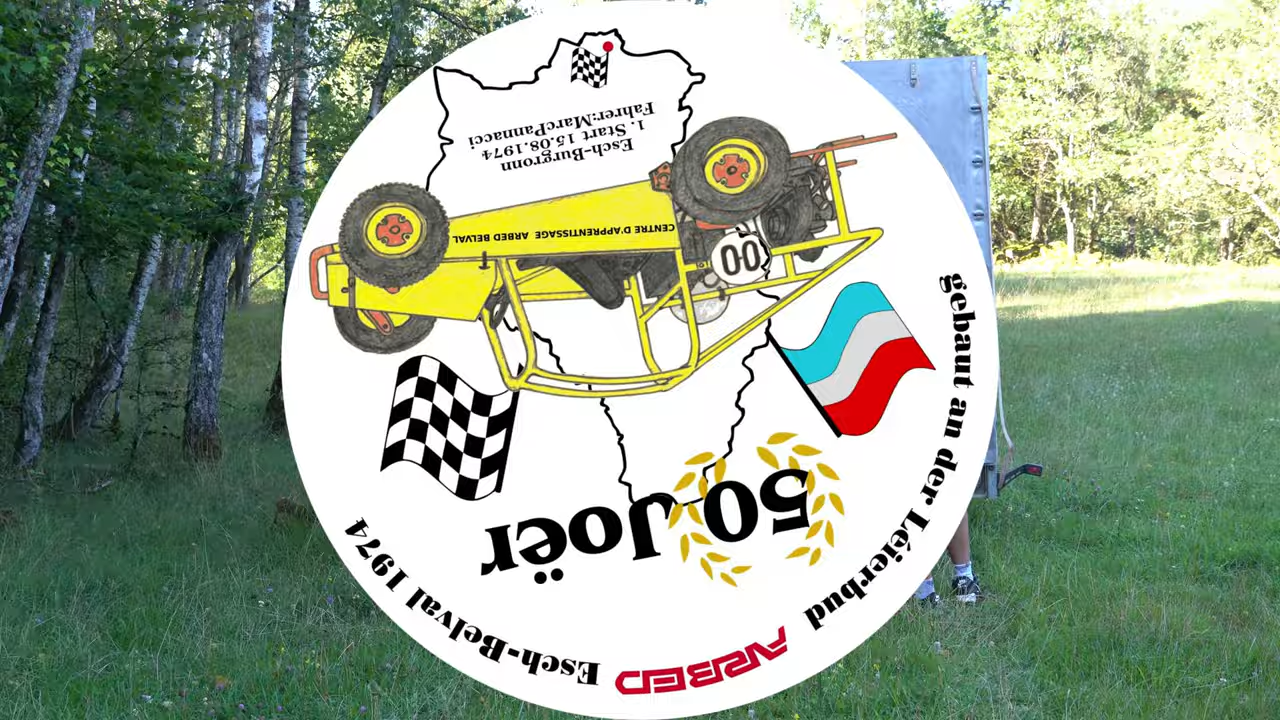 gebaut an der Léierbud
ARBED
Esch-Belval 1974
50 Joër
00
CENTRE D'APPRENTISSAGE ARBED BELVAL
Esch-Burgronn
1. Start 15.08.1974
Fahrer:MarcPannacci